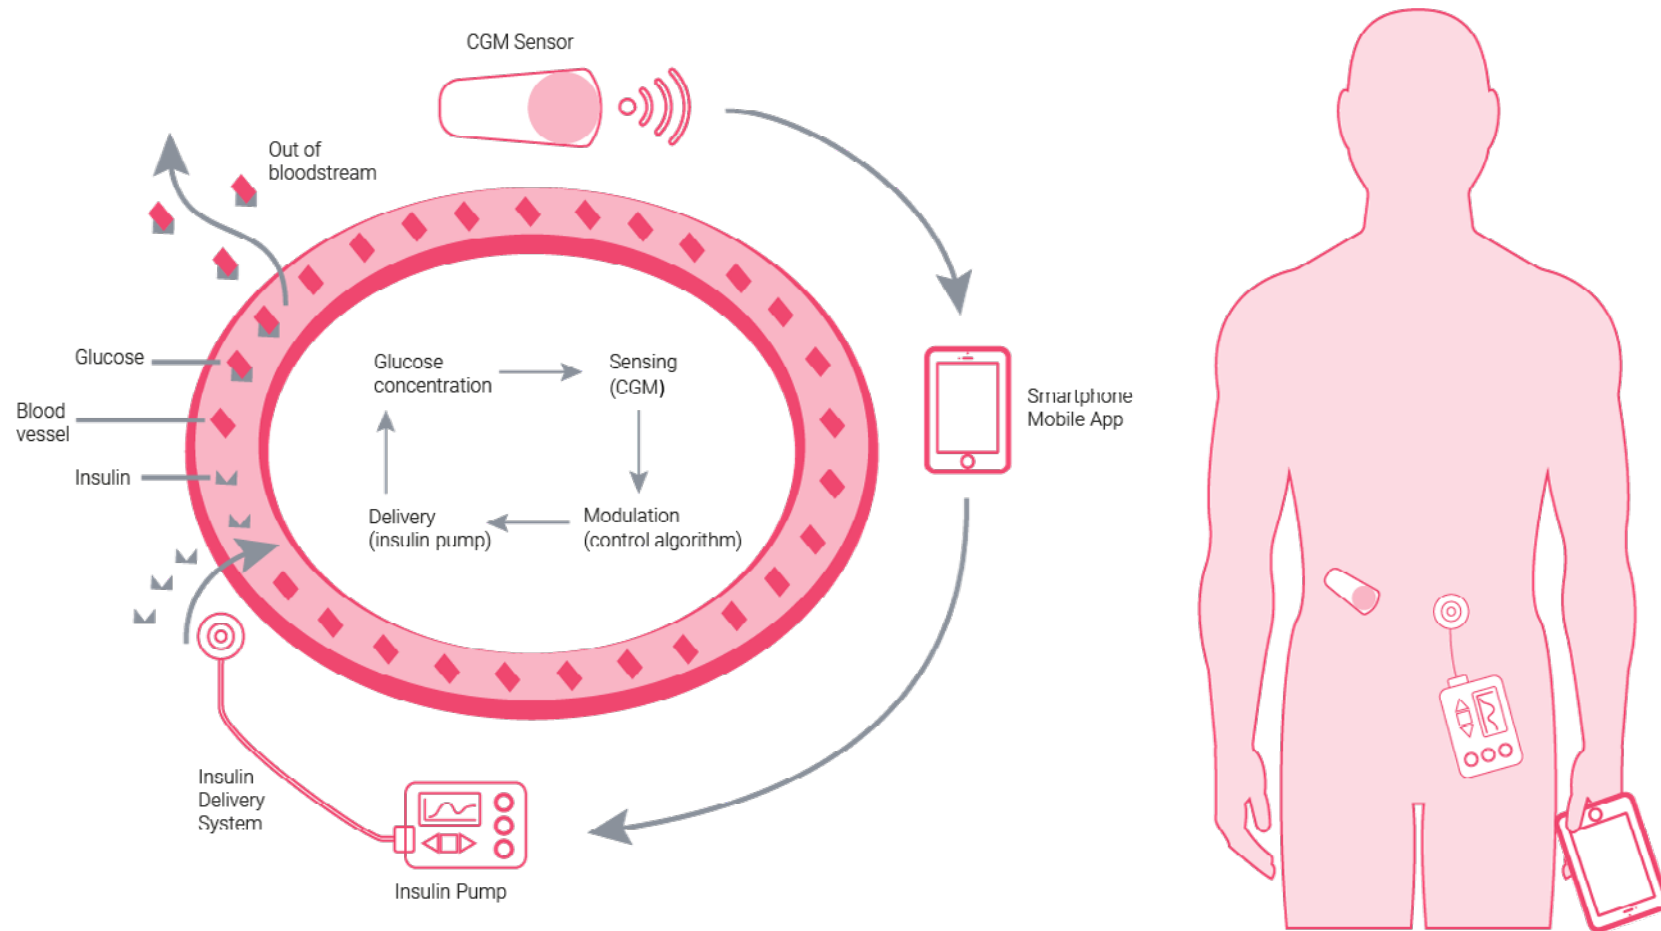 CGM Sensor
Out of
bloodstream
Glucose
Blood
vessel
Insulin
Glucose
concentration
Sensing
(CGM)
Delivery
(insulin pump)
Modulation
(control algorithm)
Smartphone
Mobile App
Insulin
Delivery
System
Insulin Pump